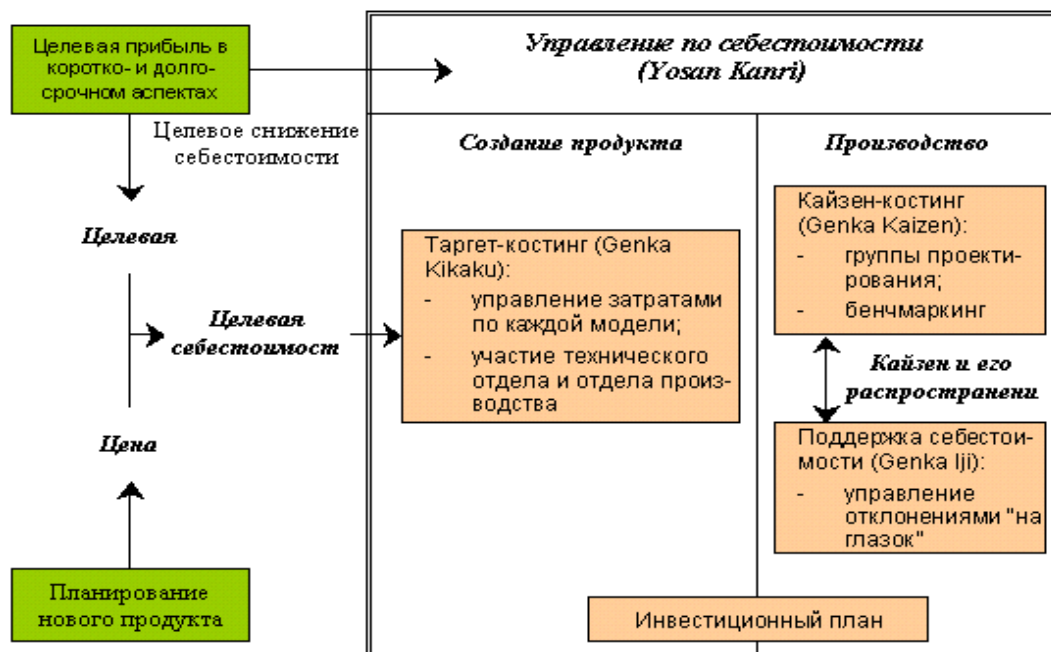 Целевая прибыль в
коротко- и долго-
срочном аспектах
Целевое снижение
себестоимости
Целевая
Целевая
себестоимост
Цена
Планирование
нового продукта
Управление по себестоимости
(Yosan Kanri)
Создание продукта
Таргет-костинг (Genka
Kikaku):
- управление затратами
по каждой модели;
- участие технического
отдела и отдела произ-
водства
Производство
Кайзен-костинг
(Genka Kaizen):
- группы проекти-
рования;
- бенчмаркинг
Кайзен и его
распространени
Поддержка себестои-
мости (Genka Iji):
- управление
отклонениями "на
глазок"
Инвестиционный план